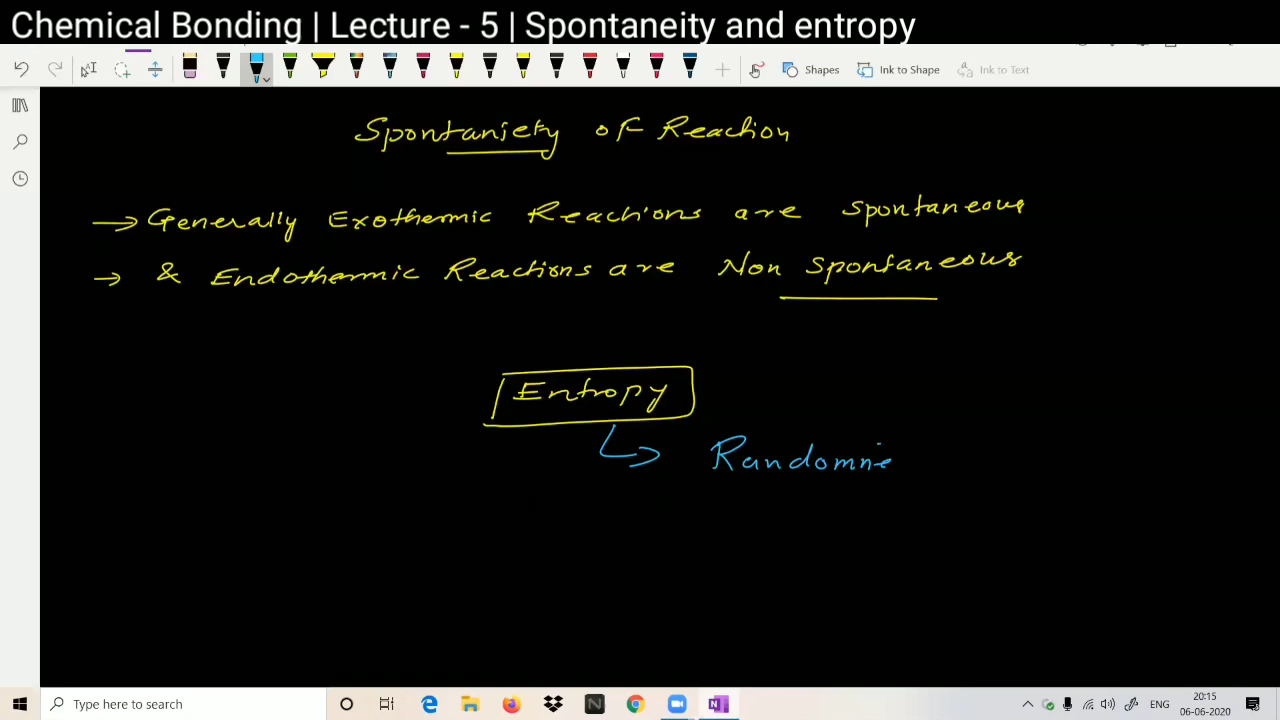 Chemical Bonding | Lecture - 5 | Spontaneity and entropy
Shapes
Ink to Shape
Ink to Text
Spontaniety of Reaction
→ Generally Exothermic Reactions are spontaneous
→ & Endothermic Reactions are Non spontaneous
Entropy
Randomne
Type here to search
ENG
20:15
06-06-2020